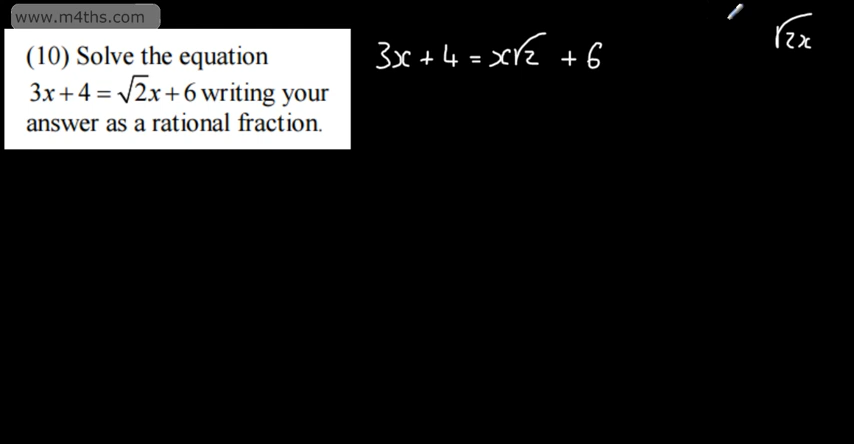 www.m4ths.com
(10) Solve the equation
3x + 4 = √2x + 6 writing your
answer as a rational fraction.
3x + 4 = x√2 + 6
√2x